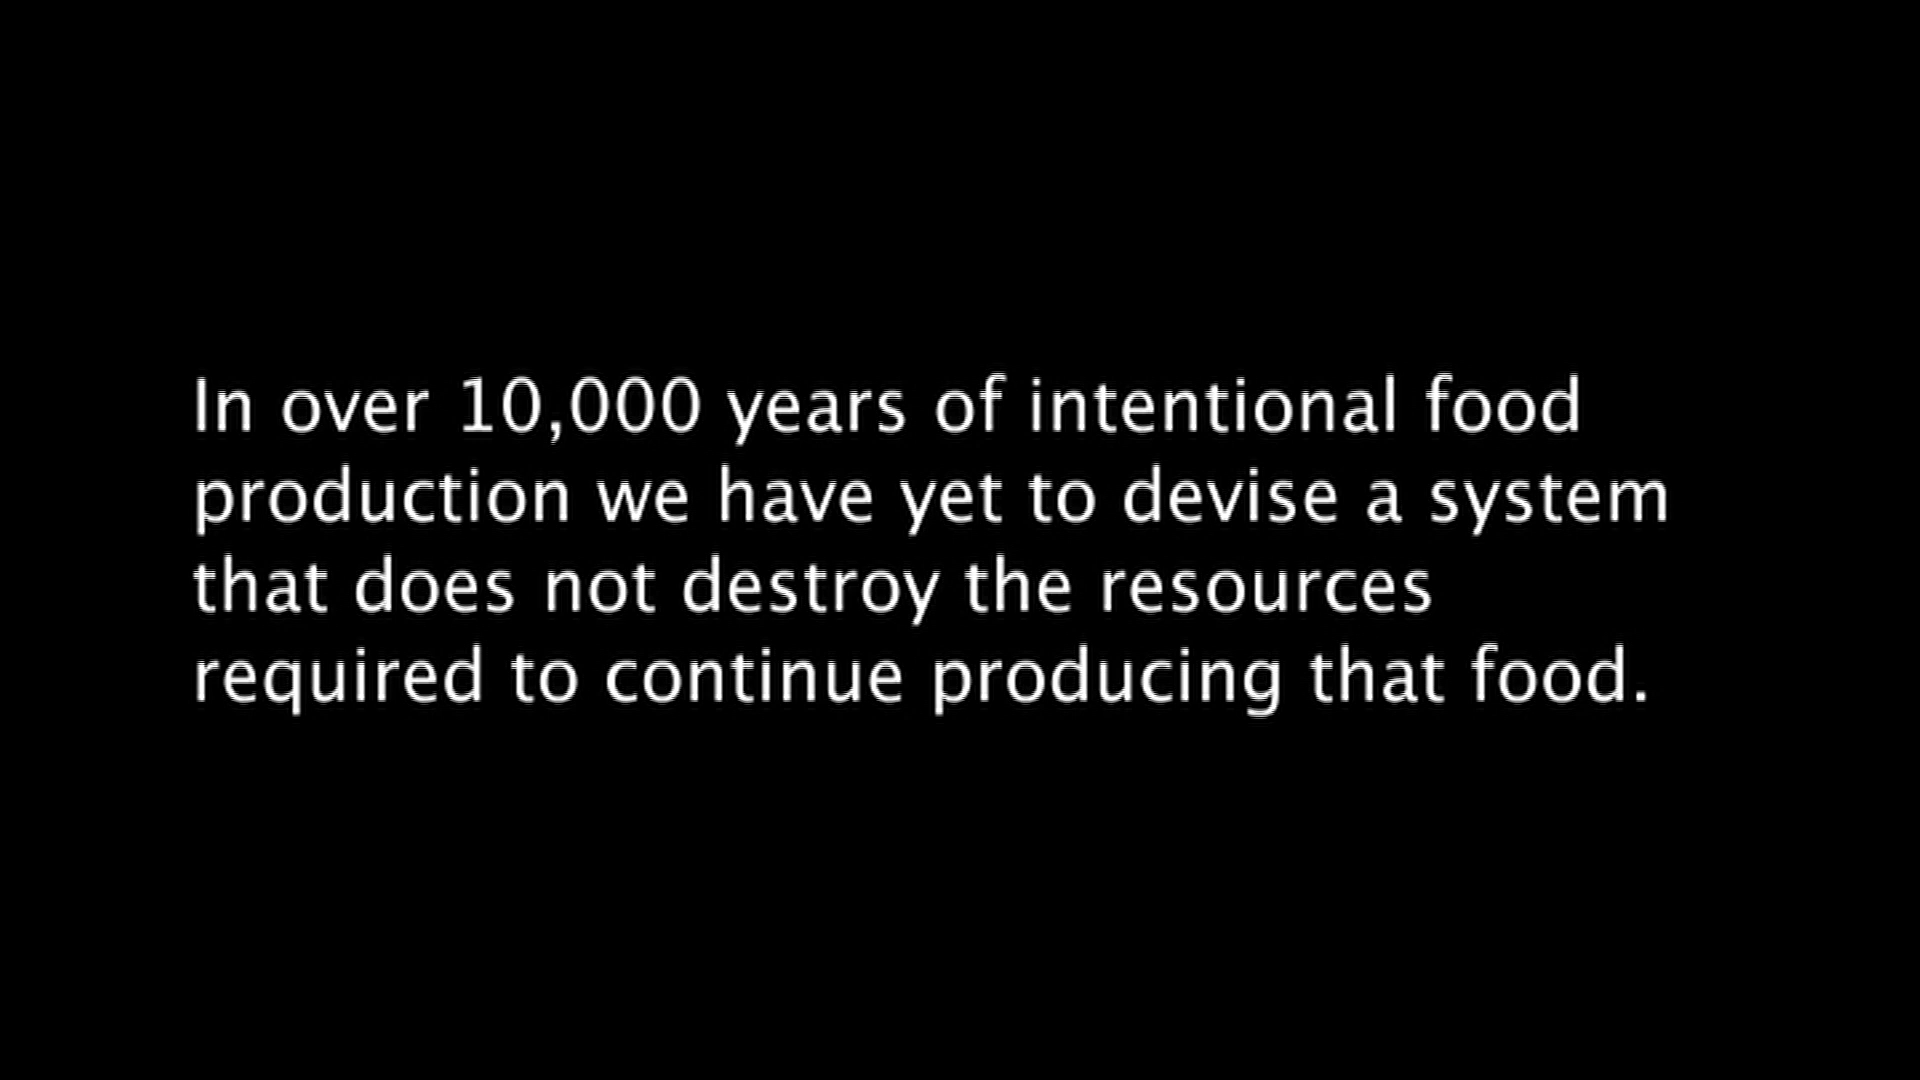 In over 10,000 years of intentional food
production we have yet to devise a system
that does not destroy the resources
required to continue producing that food.